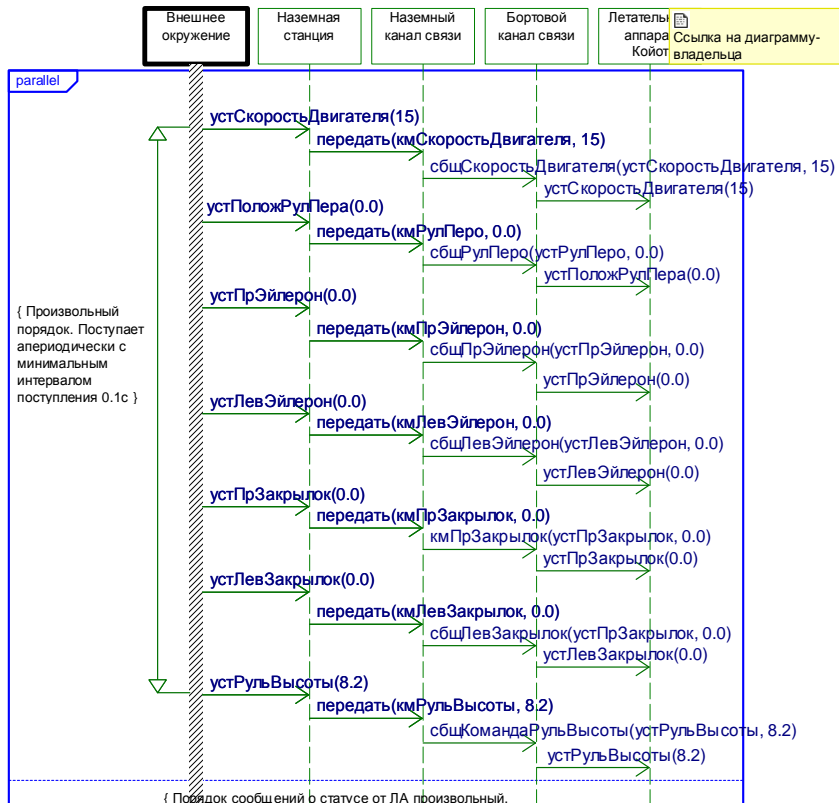 Внешнее
окружение
Наземная
станция
Наземный
канал связи
Бортовой
канал связи
Летатель
аппара
Койот
Ссылка на диаграмму-
владельца
parallel
устСкоростьДвигателя(15)
передать(кмСкоростьДвигателя, 15)
сбщСкоростьДвигателя(устСкоростьДвигателя, 15)
устСкоростьДвигателя(15)
устПоложРулПера(0.0)
передать(кмРулПеро, 0.0)
сбщРулПеро(устРулПеро, 0.0)
устПоложРулПера(0.0)
{ Произвольный
порядок. Поступает
апериодически с
минимальным
интервалом
поступления 0.1с }
устПрЭйлерон(0.0)
передать(кмПрЭйлерон, 0.0)
сбщПрЭйлерон(устПрЭйлерон, 0.0)
устПрЭйлерон(0.0)
устЛевЭйлерон(0.0)
передать(кмЛевЭйлерон, 0.0)
сбщЛевЭйлерон(устЛевЭйлерон, 0.0)
устЛевЭйлерон(0.0)
устПрЗакрылок(0.0)
передать(кмПрЗакрылок, 0.0)
кмПрЗакрылок(устПрЗакрылок, 0.0)
устПрЗакрылок(0.0)
устЛевЗакрылок(0.0)
передать(кмЛевЗакрылок, 0.0)
сбщЛевЗакрылок(устПрЗакрылок, 0.0)
устЛевЗакрылок(0.0)
устРульВысоты(8.2)
передать(кмРульВысоты, 8.2)
сбщКомандаРульВысоты(устРульВысоты, 8.2)
устРульВысоты(8.2)
{ Порядок сообщений о статусе от ЛА произвольный.